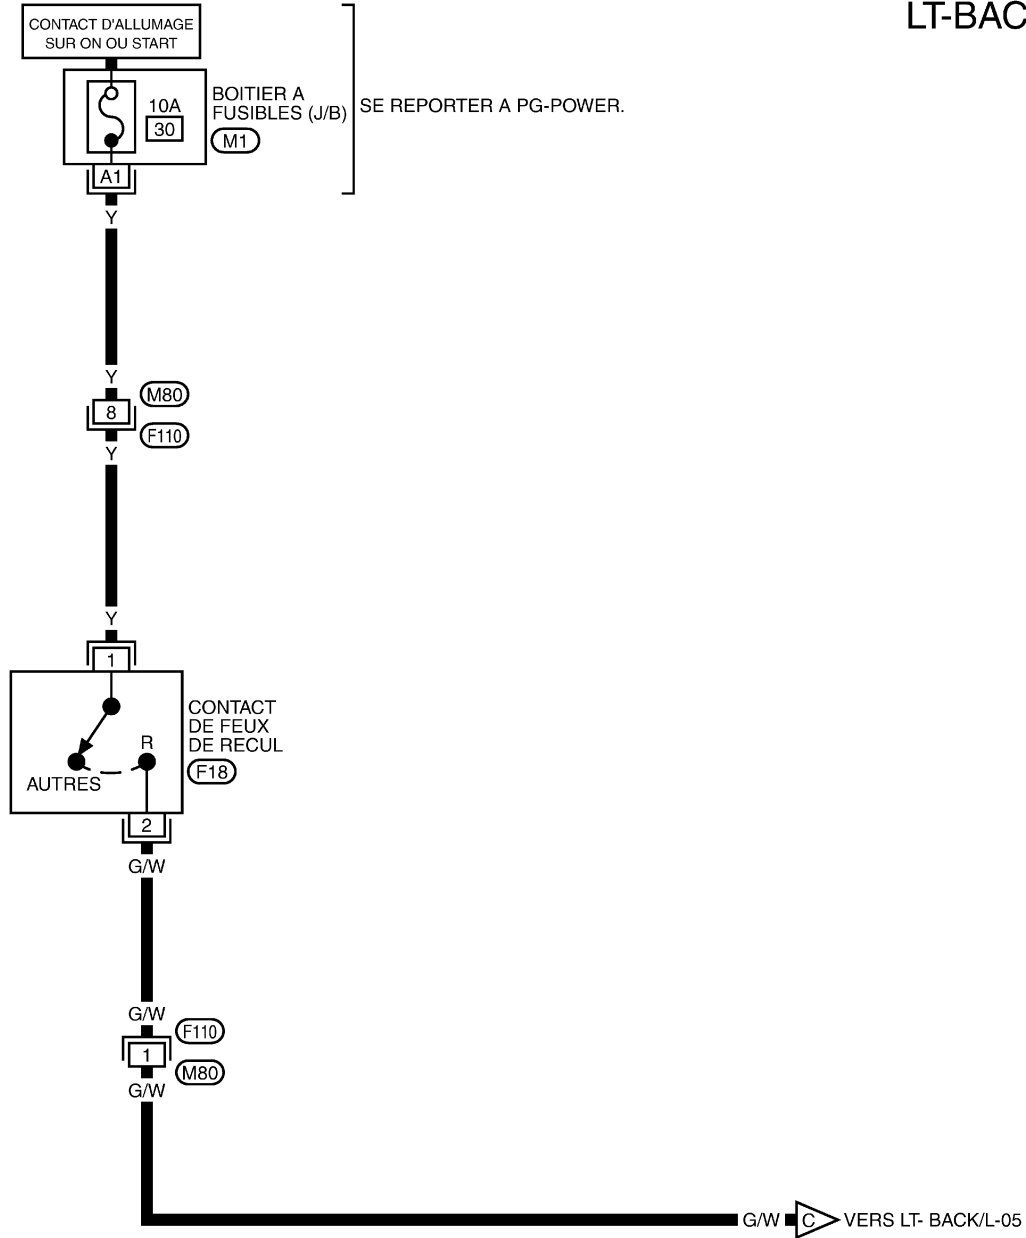 LT-BAC
CONTACT D'ALLUMAGE
SUR ON OU START
10A
30
BOITIER A
FUSIBLES (J/B)
M1
SE REPORTER A PG-POWER.
A1
Y
Y
M80
8
F110
Y
Y
1
CONTACT
DE FEUX
DE RECUL
F18
R
AUTRES
2
G/W
G/W
F110
1
M80
G/W
G/W
C
VERS LT- BACK/L-05